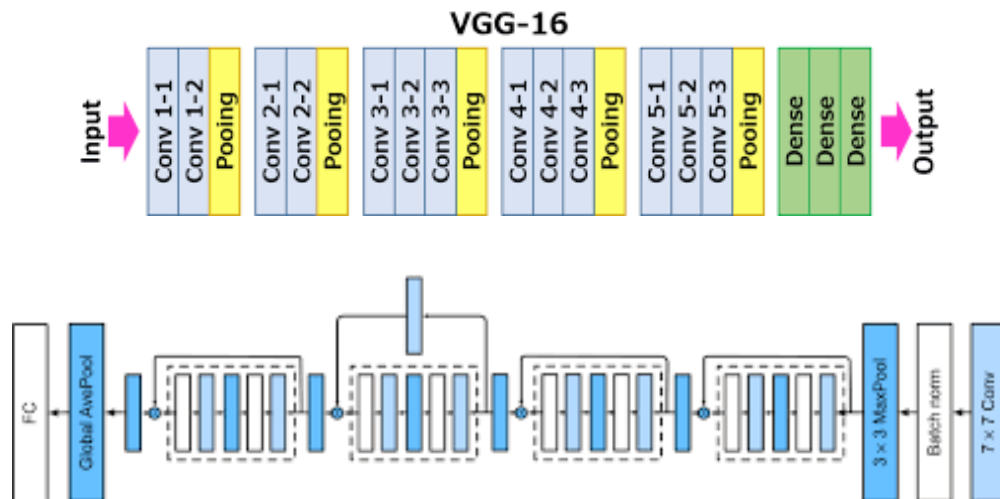 VGG-16
Input
Conv 1-1
Conv 1-2
Pooing
Conv 2-1
Conv 2-2
Pooing
Conv 3-1
Conv 3-2
Conv 3-3
Pooing
Conv 4-1
Conv 4-2
Conv 4-3
Pooing
Conv 5-1
Conv 5-2
Conv 5-3
Pooing
Dense
Dense
Dense
Output
FC
Global AvePool
3 × 3 MaxPool
Batch norm
7 × 7 Conv